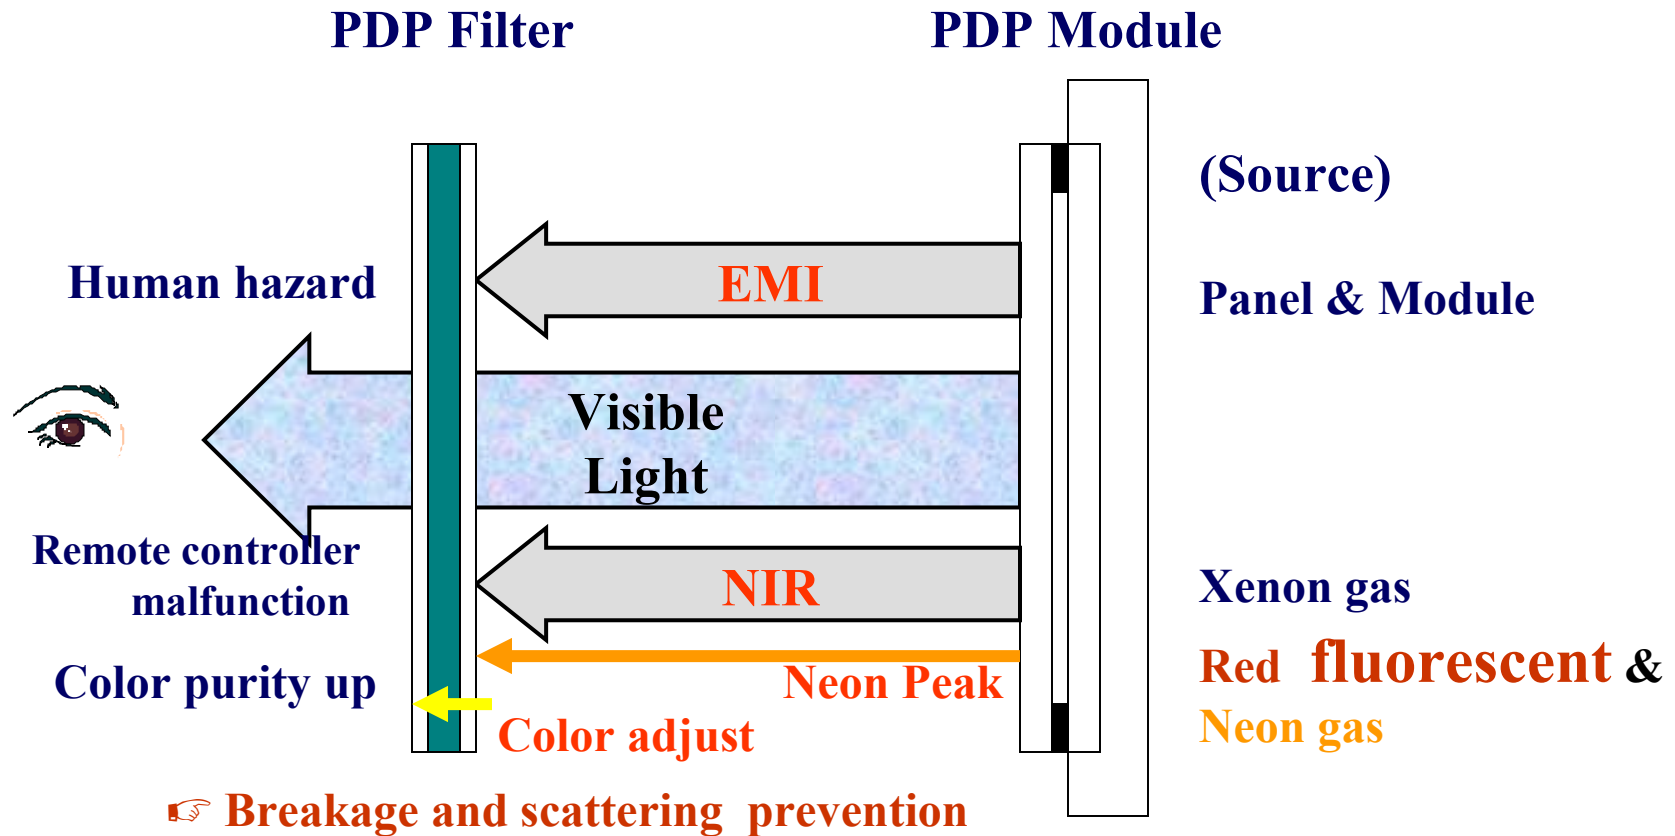 PDP Filter
PDP Module
(Source)
Human hazard
EMI
Panel & Module
Visible
Light
Remote controller
malfunction
NIR
Xenon gas
Red fluorescent &
Color purity up
Neon Peak
Neon gas
Color adjust
☞ Breakage and scattering prevention